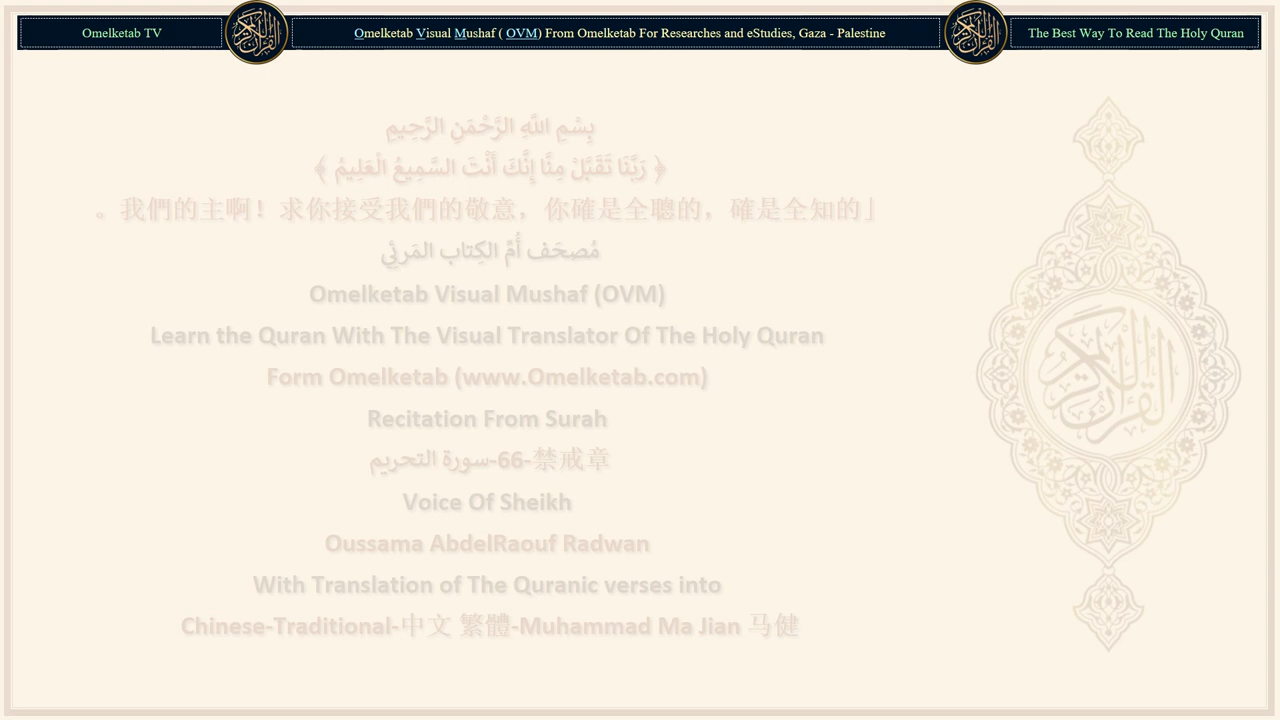 Omelketab TV
Omelketab Visual Mushaf ( OVM) From Omelketab For Researches and eStudies, Gaza - Palestine
The Best Way To Read The Holy Quran
بِسْمِ اللَّهِ الرَّحْمَنِ الرَّحِيمِ
﴿ رَبَّنَا تَقَبَّلْ مِنَّا إِنَّكَ أَنْتَ السَّمِيعُ الْعَلِيمُ ﴾
。我們的主啊！求你接受我們的敬意，你確是全聰的，確是全知的」
مُصحَف أُمِّ الكِتاب المَرئِي
Omelketab Visual Mushaf (OVM)
Learn the Quran With The Visual Translator Of The Holy Quran
Form Omelketab (www.Omelketab.com)
Recitation From Surah
سورة التحريم-66-禁戒章
Voice Of Sheikh
Oussama AbdelRaouf Radwan
With Translation of The Quranic verses into
Chinese-Traditional-中文 繁體-Muhammad Ma Jian 马健
القرآن الكريم